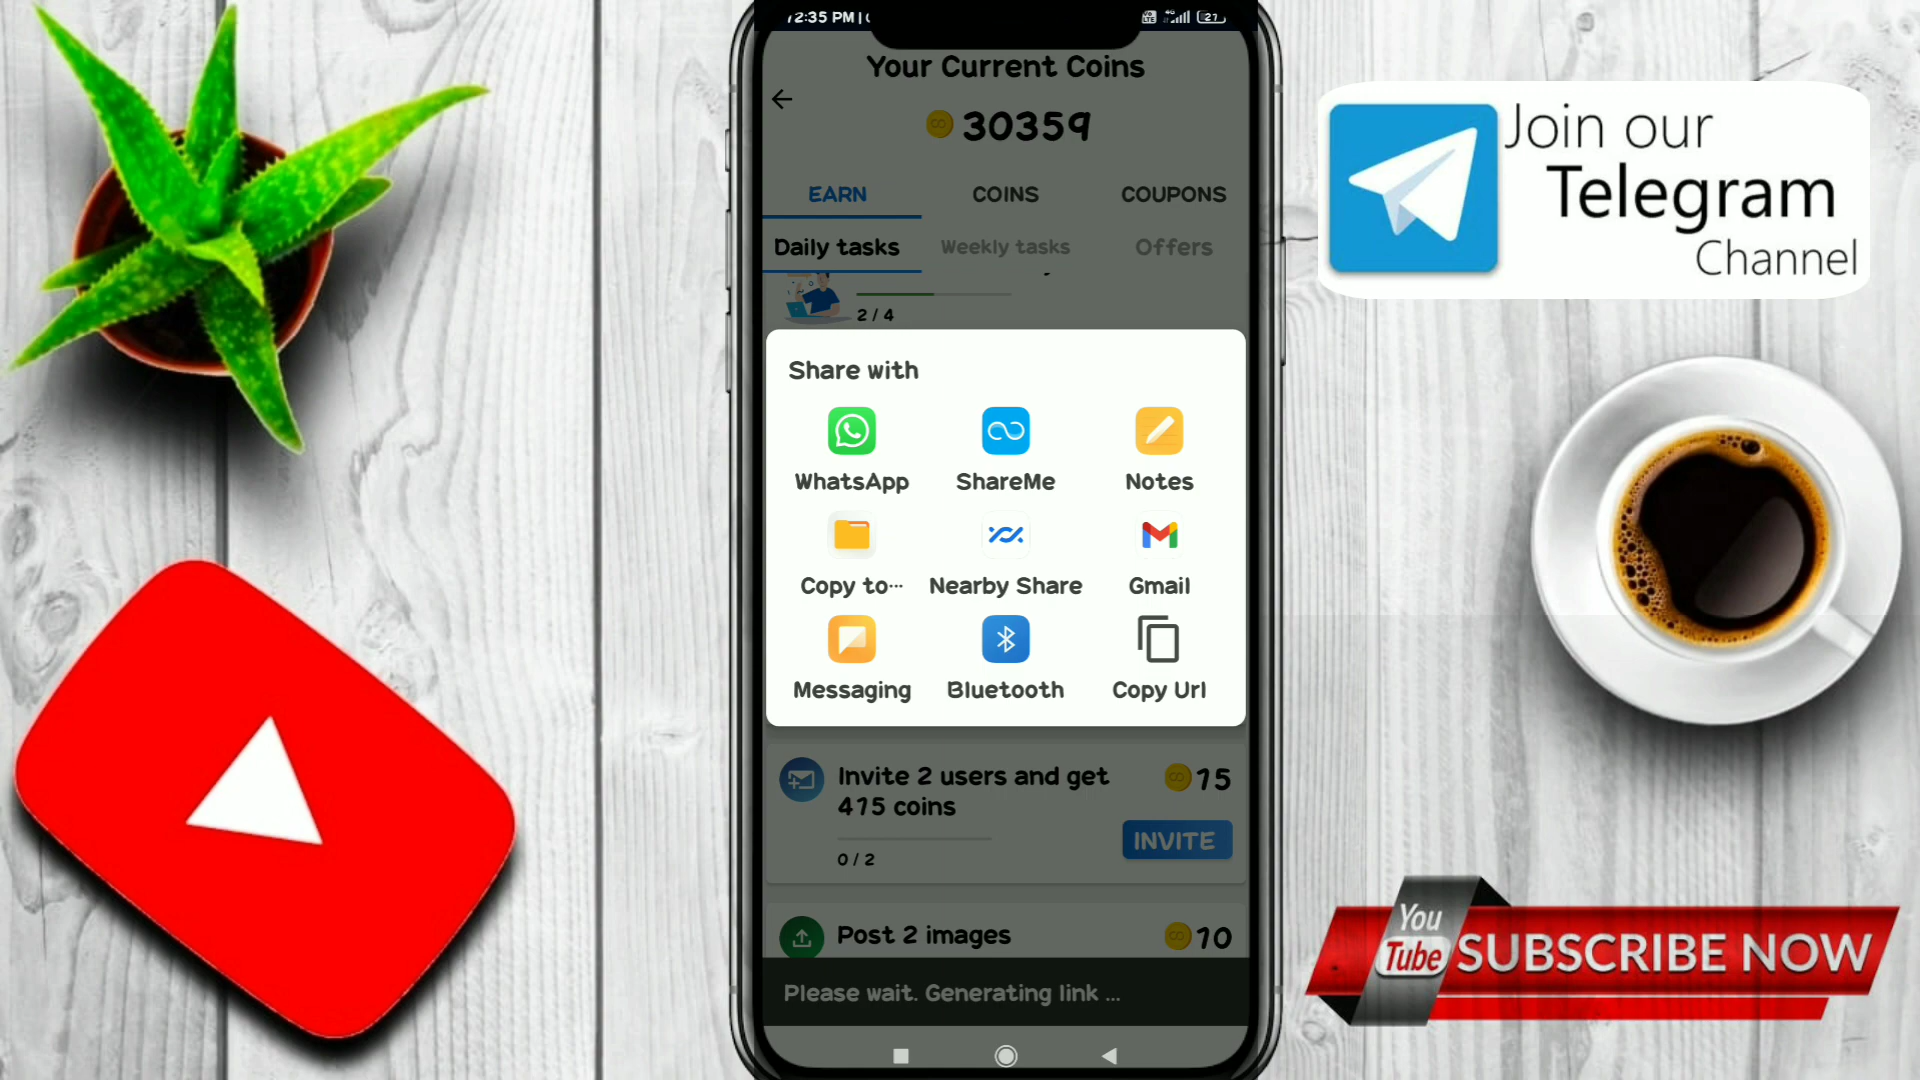 12:35 PM
27
Your Current Coins
30359
EARN
COINS
COUPONS
Daily tasks
Weekly tasks
Offers
2 / 4
Share with
WhatsApp
ShareMe
Notes
Copy to…
Nearby Share
Gmail
Messaging
Bluetooth
Copy Url
Invite 2 users and get
415 coins
15
0 / 2
INVITE
Post 2 images
10
Please wait. Generating link ...
Join our
Telegram
Channel
You
Tube
SUBSCRIBE NOW